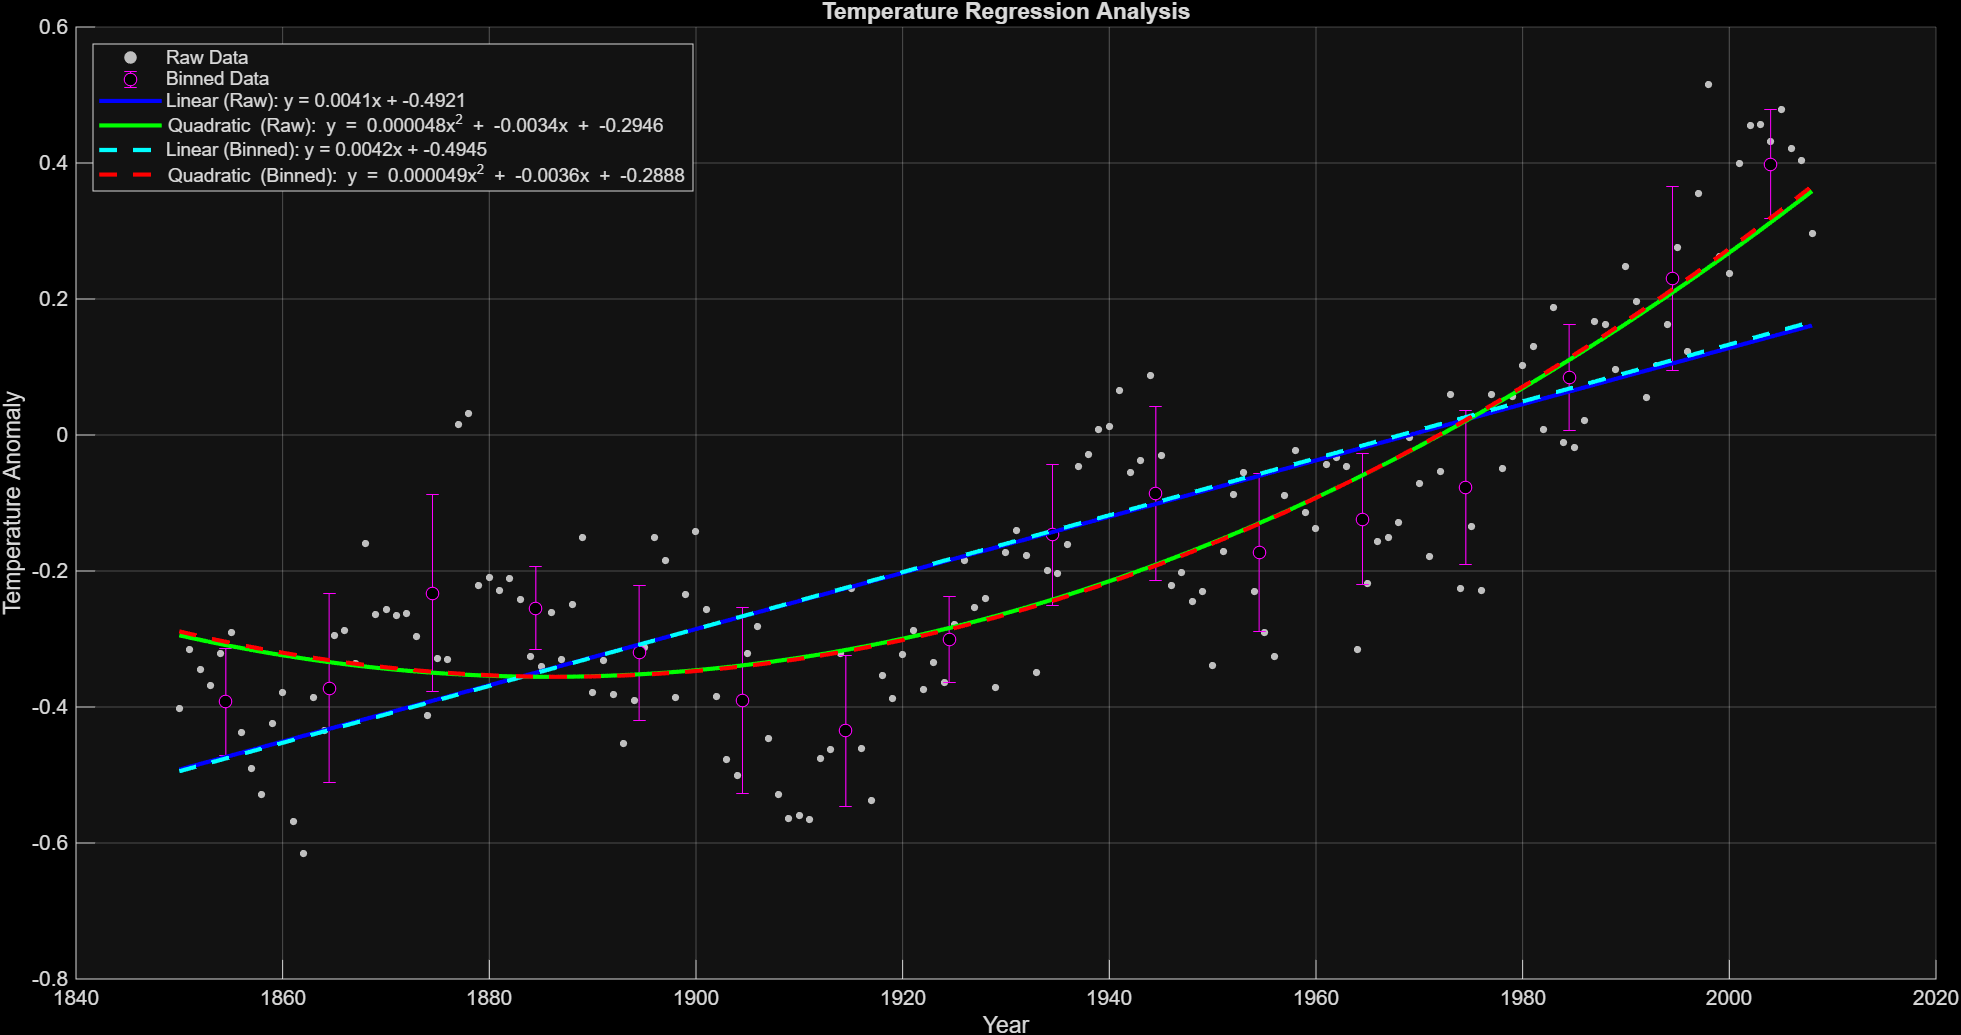 Temperature Regression Analysis
0.6
0.4
0.2
0
-0.2
-0.4
-0.6
-0.8
Temperature Anomaly
Raw Data
Binned Data
Linear (Raw): y = 0.0041x + -0.4921
Quadratic (Raw): y = 0.000048x² + -0.0034x + -0.2946
Linear (Binned): y = 0.0042x + -0.4945
Quadratic (Binned): y = 0.000049x² + -0.0036x + -0.2888
1840 1860 1880 1900 1920 1940 1960 1980 2000 2020
Year